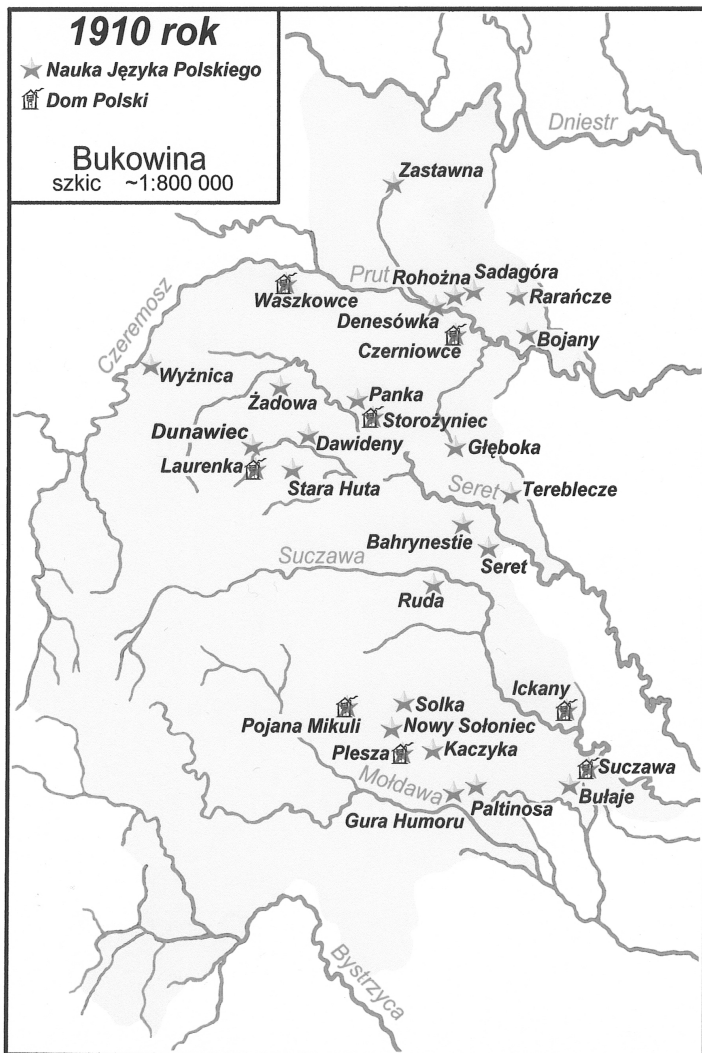 1910 rok
Nauka Języka Polskiego
Dom Polski
Bukowina
szkic ~1:800 000
Dniestr
Zastawna
Prut
Rohożna
Sadagóra
Rarańcze
Waszkowce
Denesówka
Czerniowce
Bojany
Czeremosz
Wyżnica
Żadowa
Panka
Storożyniec
Dunawiec
Dawideny
Głęboka
Laurenka
Stara Huta
Seret
Tereblecze
Bahrynestie
Seret
Suczawa
Ruda
Ickany
Solka
Pojana Mikuli
Nowy Sołoniec
Plesza
Kaczyka
Suczawa
Mołdawa
Bułaje
Paltinosa
Gura Humoru
Bystrzyca